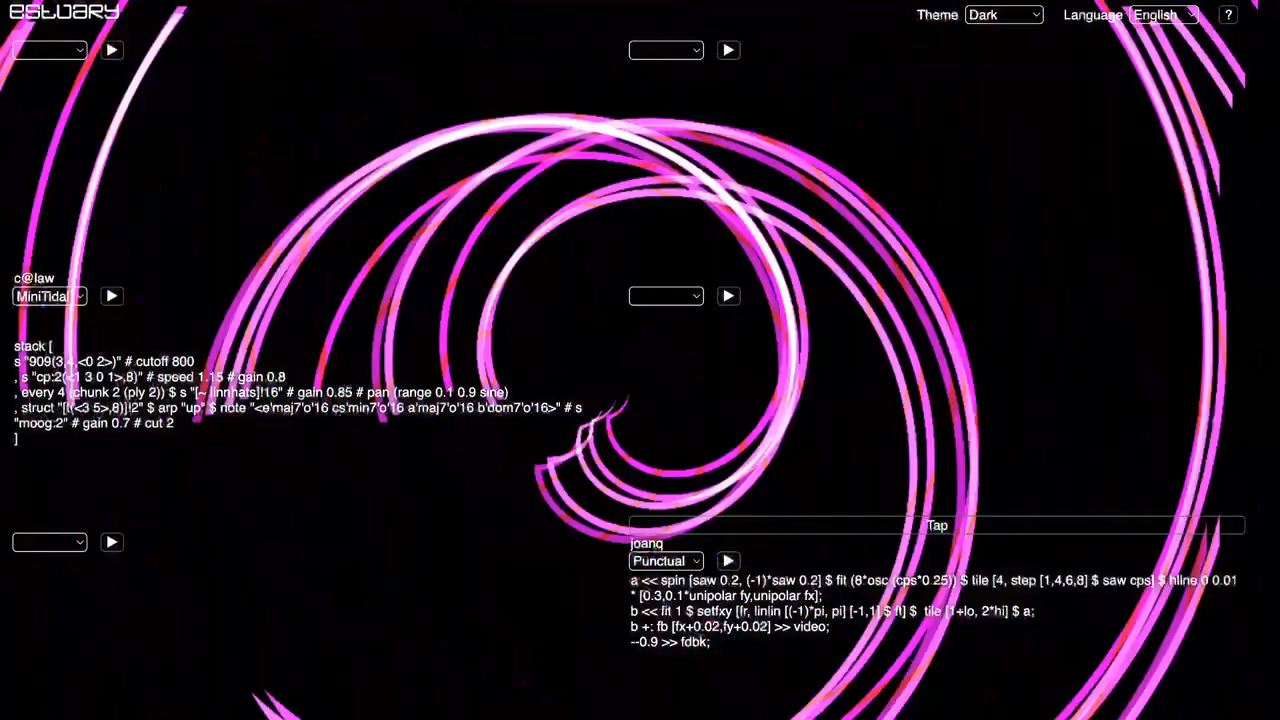 estuary
Theme Dark Language English ?
c@law
MiniTidal
stack [
s "909(3,4,<0 2>)" # cutoff 800
, s "cp:2(<1 3 0 1>,8)" # speed 1.15 # gain 0.8
, every 4 (chunk 2 (ply 2)) $ s "[~ linnhats]!16" # gain 0.85 # pan (range 0.1 0.9 sine)
, struct "[t(<3 5>,8)]!2" $ arp "up" $ note "<e'maj7'o'16 cs'min7'o'16 a'maj7'o'16 b'dom7'o'16>" # s
"moog:2" # gain 0.7 # cut 2
]
Tap
joanq
Punctual
a << spin [saw 0.2, (-1)*saw 0.2] $ fit (8*osc (cps*0.25)) $ tile [4, step [1,4,6,8] $ saw cps] $ hline 0 0.01
* [0.3,0.1*unipolar fy,unipolar fx];
b << fit 1 $ setfxy [fr, linlin [(-1)*pi, pi] [-1,1] $ ft] $  tile [1+lo, 2*hi] $ a;
b +: fb [fx+0.02,fy+0.02] >> video;
--0.9 >> fdbk;